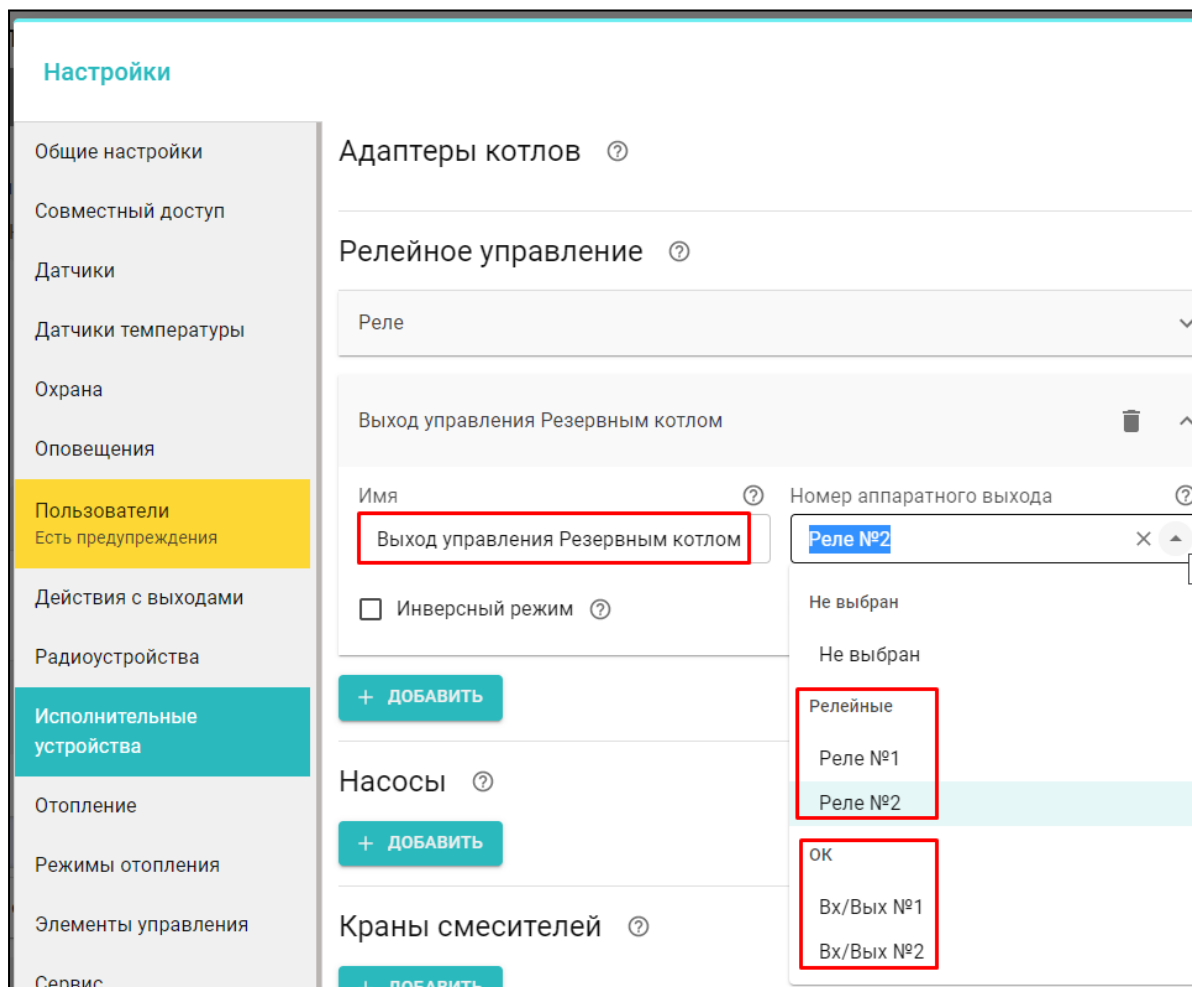 Настройки
Общие настройки
Совместный доступ
Датчики
Датчики температуры
Охрана
Оповещения
Пользователи
Есть предупреждения
Действия с выходами
Радиоустройства
Исполнительные
устройства
Отопление
Режимы отопления
Элементы управления
Сервис
Адаптеры котлов
Релейное управление
Реле
Выход управления Резервным котлом
Имя
Выход управления Резервным котлом
Инверсный режим
+ ДОБАВИТЬ
Номер аппаратного выхода
Реле №2
Не выбран
Не выбран
Релейные
Реле №1
Реле №2
ОК
Вх/Вых №1
Вх/Вых №2
Насосы
+ ДОБАВИТЬ
Краны смесителей
+ ДОБАВИТЬ